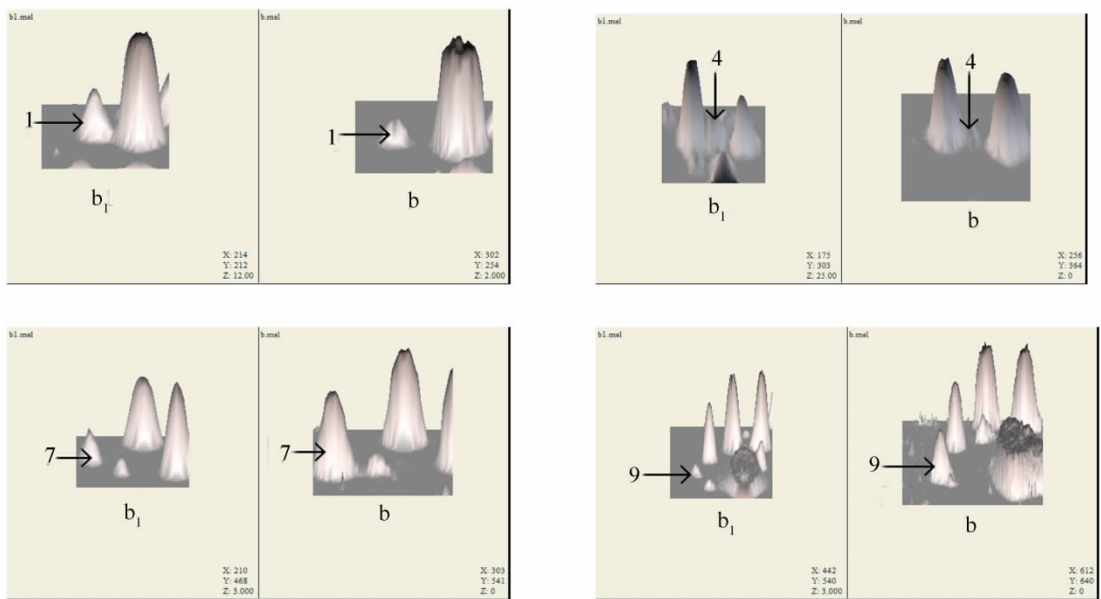 b1.mel
b.mel
1
1
b1
b
X: 214
Y: 212
Z: 12.00
X: 302
Y: 254
Z: 2.000
b1.mel
b.mel
4
4
b1
b
X: 175
Y: 303
Z: 25.00
X: 256
Y: 364
Z: 0
b1.mel
b.mel
7
7
b1
b
X: 210
Y: 468
Z: 3.000
X: 303
Y: 541
Z: 0
b1.mel
b.mel
9
9
b1
b
X: 442
Y: 540
Z: 3.000
X: 612
Y: 640
Z: 0